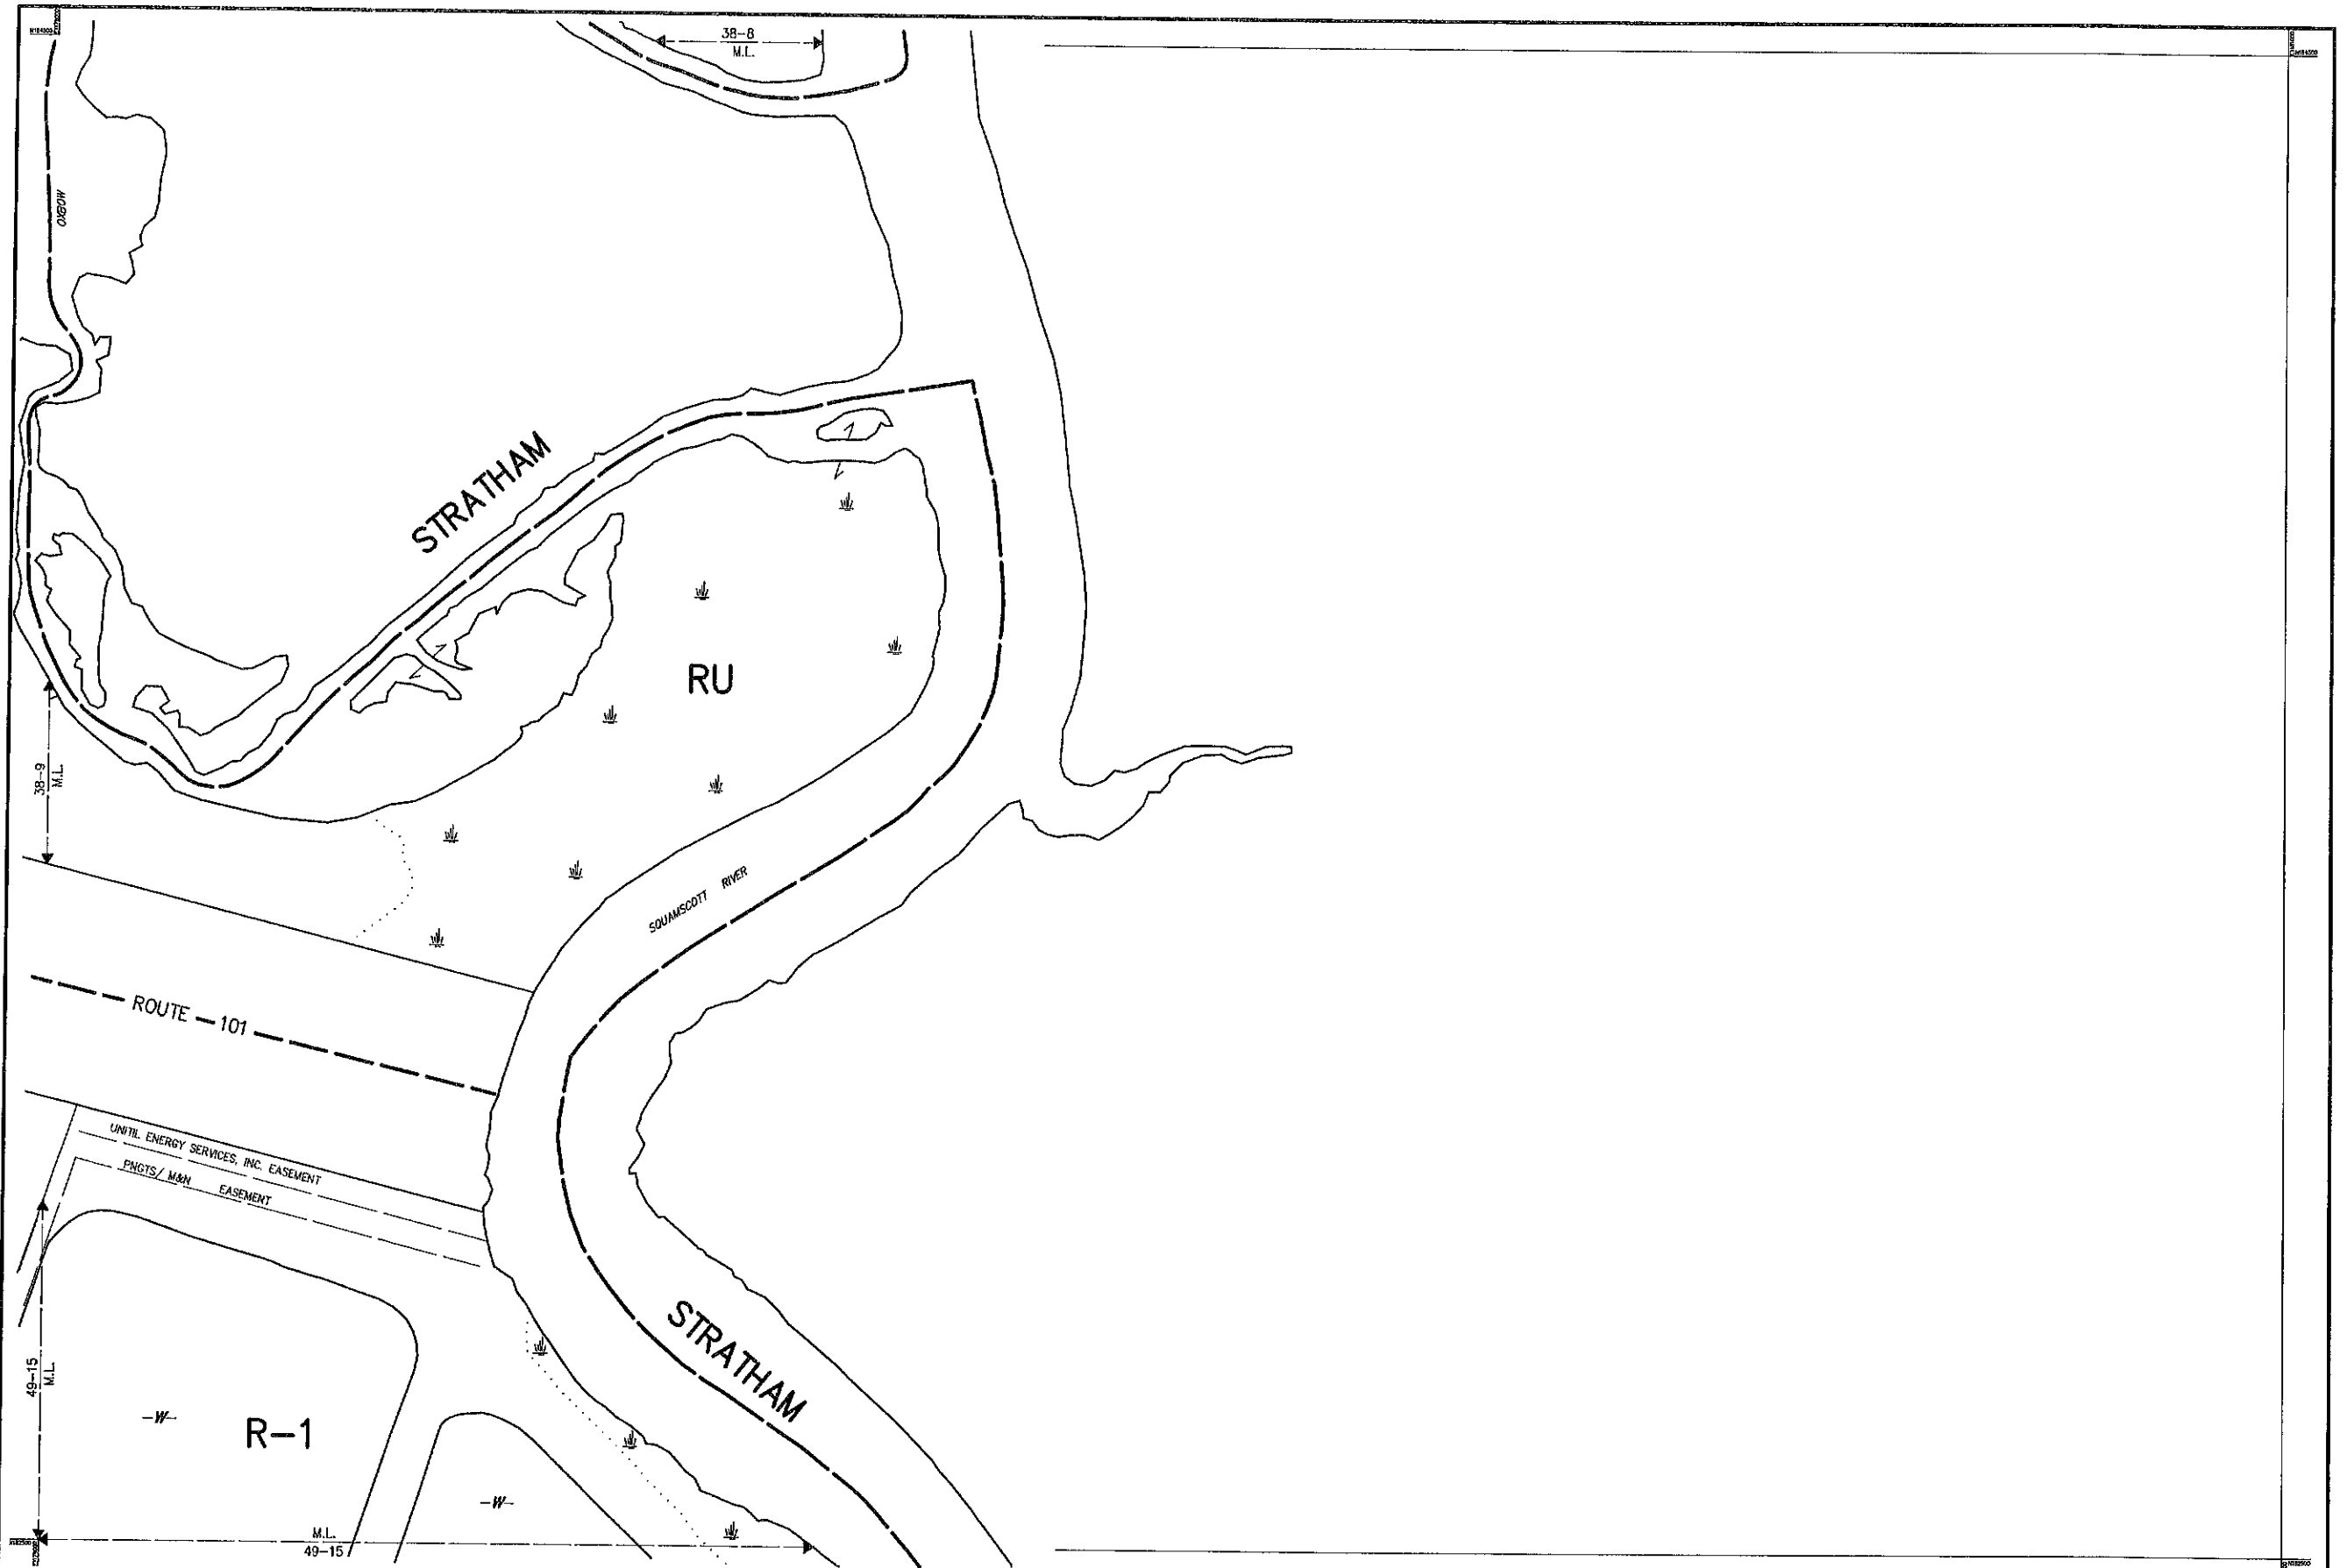 38-8
M.L.
OXBOW
STRATHAM
RU
38-9
M.L.
SQUAMSCOTT RIVER
ROUTE 101
UNITIL ENERGY SERVICES, INC. EASEMENT
PNGTS/ M&N EASEMENT
STRATHAM
49-15
M.L.
-W-
R-1
-W-
M.L.
49-15